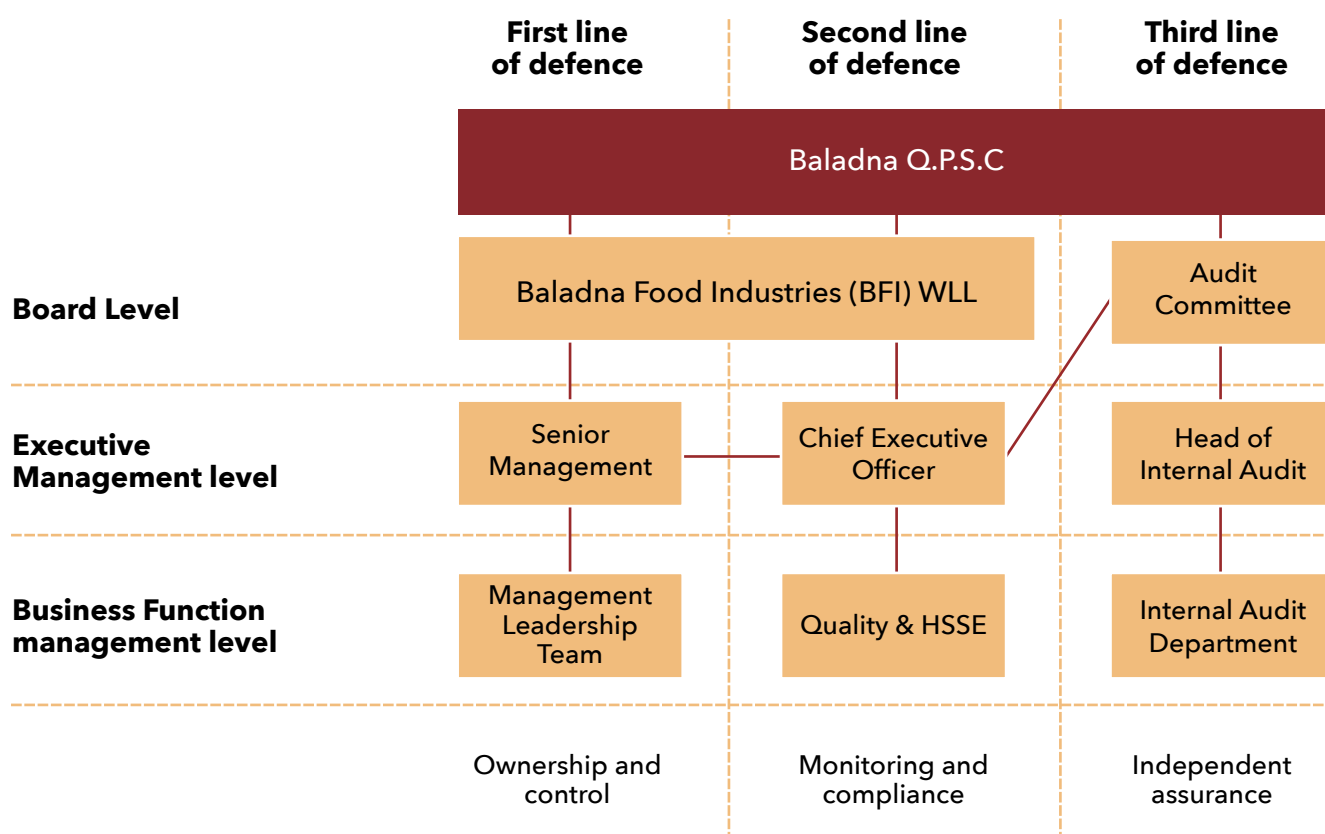 First line
of defence
Second line
of defence
Third line
of defence
Baladna Q.P.S.C
Board Level
Baladna Food Industries (BFI) WLL
Audit
Committee
Executive
Management level
Senior
Management
Chief Executive
Officer
Head of
Internal Audit
Business Function
management level
Management
Leadership
Team
Quality & HSSE
Internal Audit
Department
Ownership and
control
Monitoring and
compliance
Independent
assurance